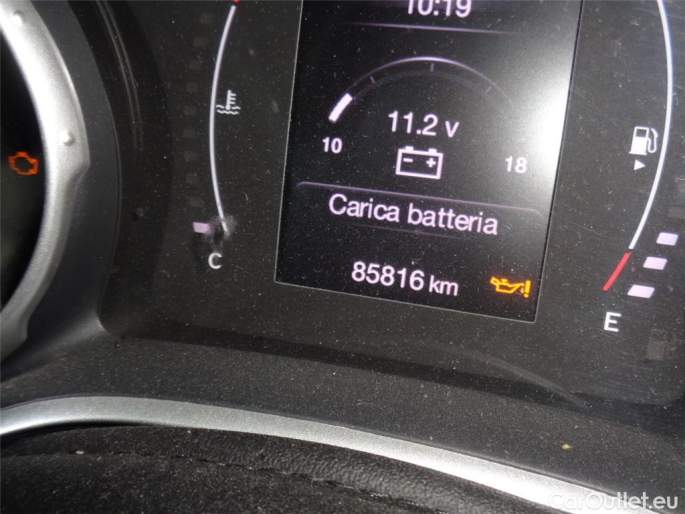 10:19
11.2 v
10
18
Carica batteria
C
85816 km
E
CarOutlet.eu